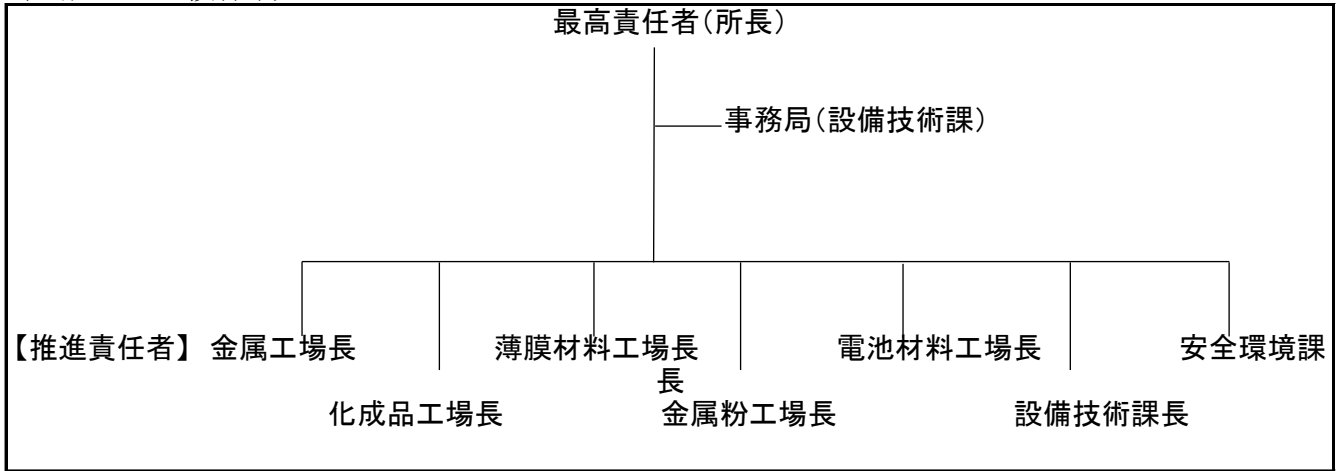 最高責任者(所長)
事務局(設備技術課)
【推進責任者】 金属工場長 薄膜材料工場長 電池材料工場長 安全環境課
長
化成品工場長 金属粉工場長 設備技術課長